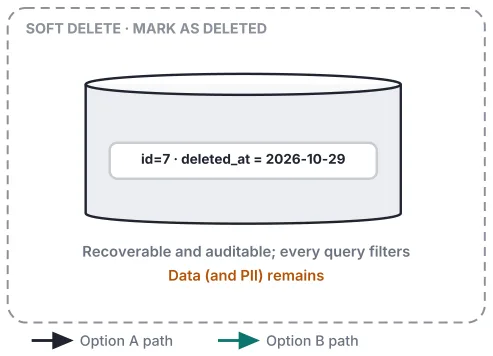 SOFT DELETE · MARK AS DELETED
id=7 · deleted_at = 2026-10-29
Recoverable and auditable; every query filters
Data (and PII) remains
Option A path
Option B path